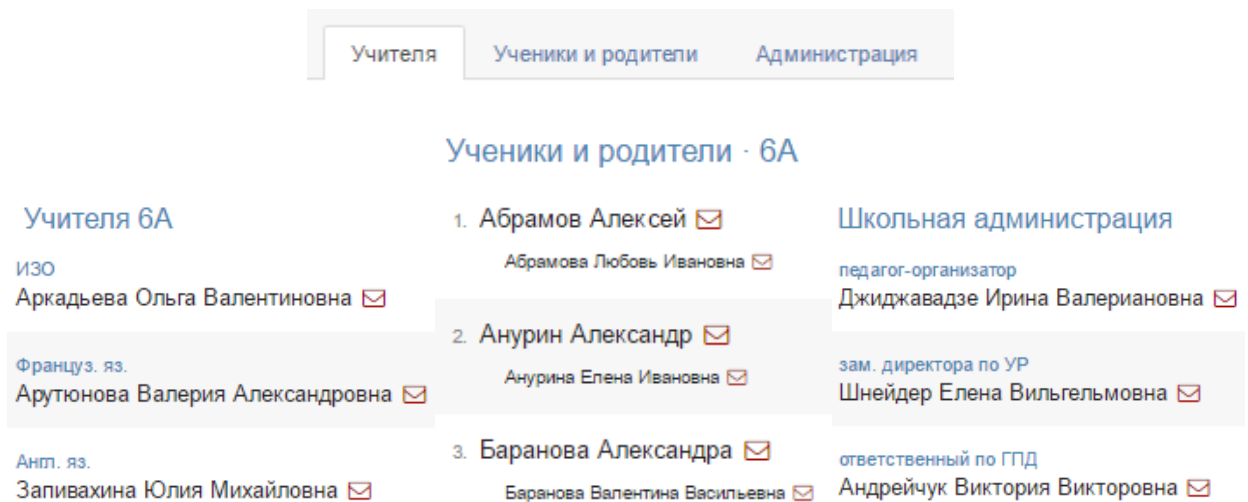 Учителя Ученики и родители Администрация
Ученики и родители · 6А
Учителя 6А
ИЗО
Аркадьева Ольга Валентиновна
Француз. яз.
Арутюнова Валерия Александровна
Англ. яз.
Запивахина Юлия Михайловна
1. Абрамов Алексей
Абрамова Любовь Ивановна
2. Анурин Александр
Анурина Елена Ивановна
3. Баранова Александра
Баранова Валентина Васильевна
Школьная администрация
педагог-организатор
Джиджавадзе Ирина Валериановна
зам. директора по УР
Шнейдер Елена Вильгельмовна
ответственный по ГПД
Андрейчук Виктория Викторовна